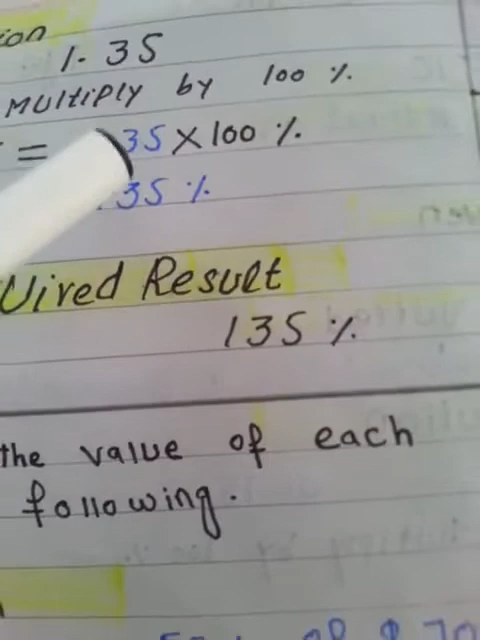 1.35
MULTIPLY by 100 %
= 35 × 100 %
35 %
Result
135 %
the value of each
following.